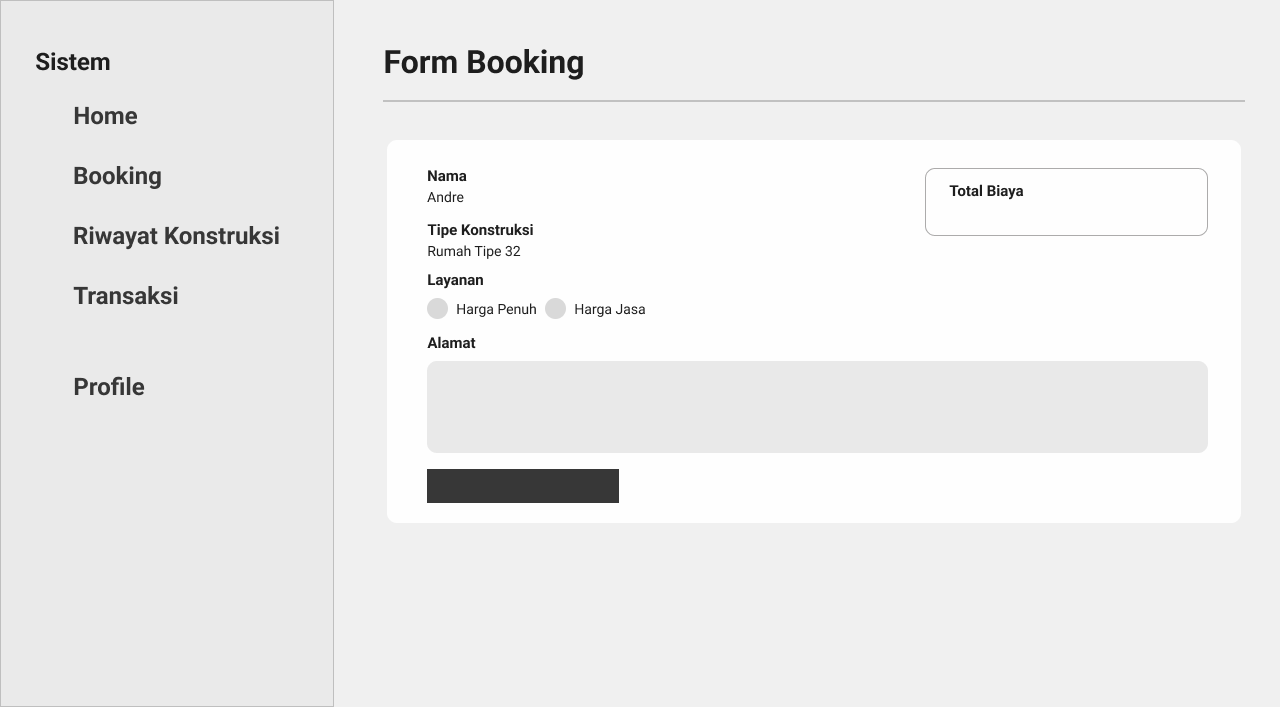 Sistem
Home
Booking
Riwayat Konstruksi
Transaksi
Profile
Form Booking
Nama
Andre
Tipe Konstruksi
Rumah Tipe 32
Layanan
Harga Penuh Harga Jasa
Alamat
Total Biaya